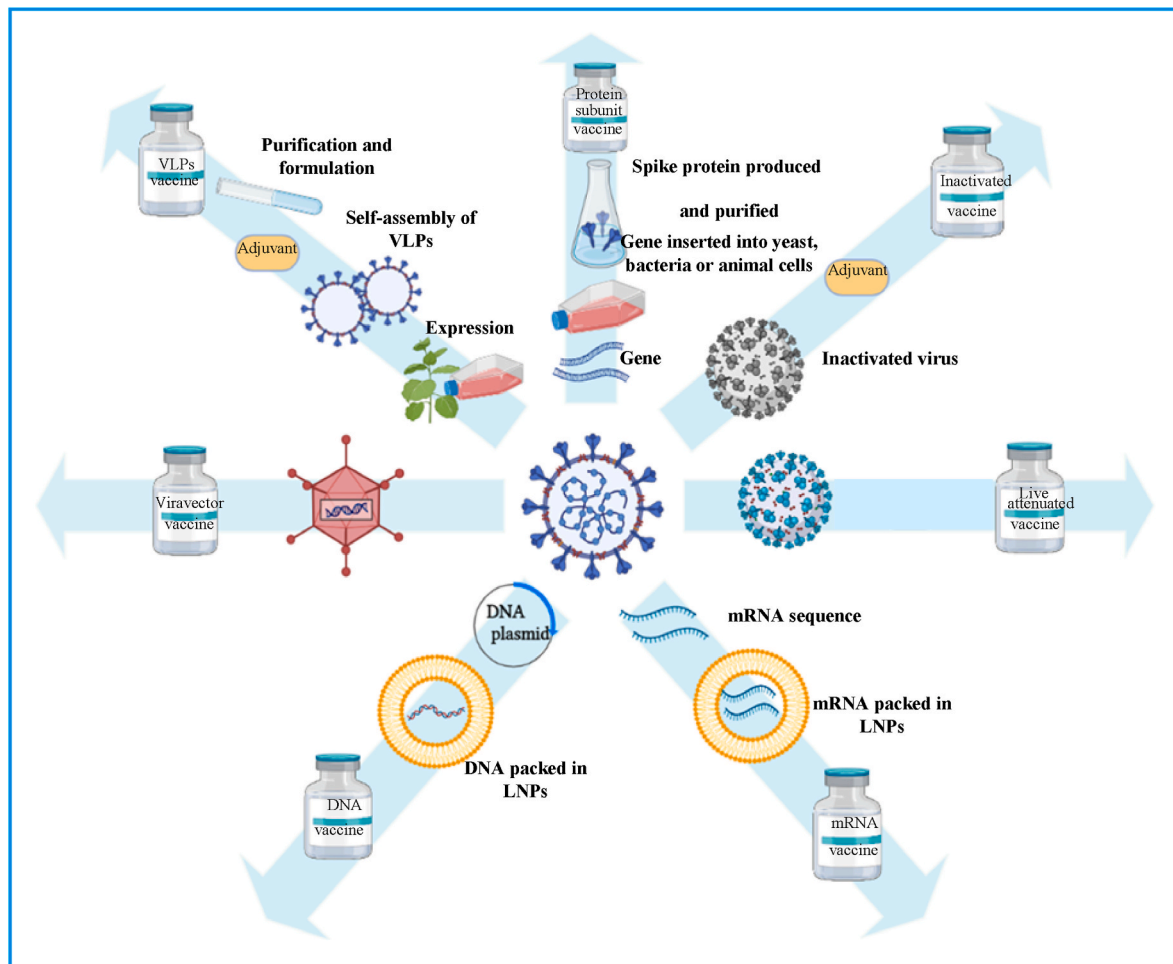 Protein
subunit
vaccine
VLPs
vaccine
Purification and
formulation
Spike protein produced
and purified
Inactivated
vaccine
Self-assembly of
VLPs
Adjuvant
Gene inserted into yeast,
bacteria or animal cells
Adjuvant
Expression
Gene
Inactivated virus
Viravector
vaccine
Live
attenuated
vaccine
DNA
plasmid
mRNA sequence
mRNA packed in
LNPs
DNA packed in
LNPs
DNA
vaccine
mRNA
vaccine